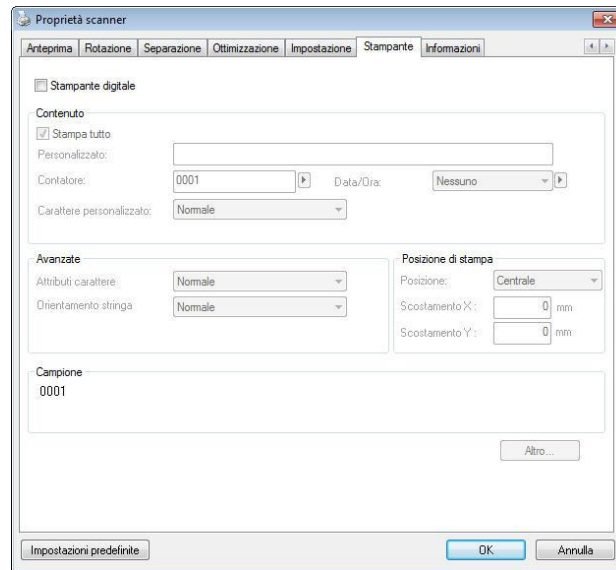 Proprietà scanner
Anteprima Rotazione Separazione Ottimizzazione Impostazione Stampante Informazioni
Stampante digitale
Contenuto
Stampa tutto
Personalizzato:
Contatore: 0001 Data/Ora: Nessuno
Carattere personalizzato: Normale
Avanzate
Attributi carattere Normale
Orientamento stringa Normale
Posizione di stampa
Posizione: Centrale
Scostamento X : 0 mm
Scostamento Y : 0 mm
Campione
0001
Altro...
Impostazioni predefinite OK Annulla